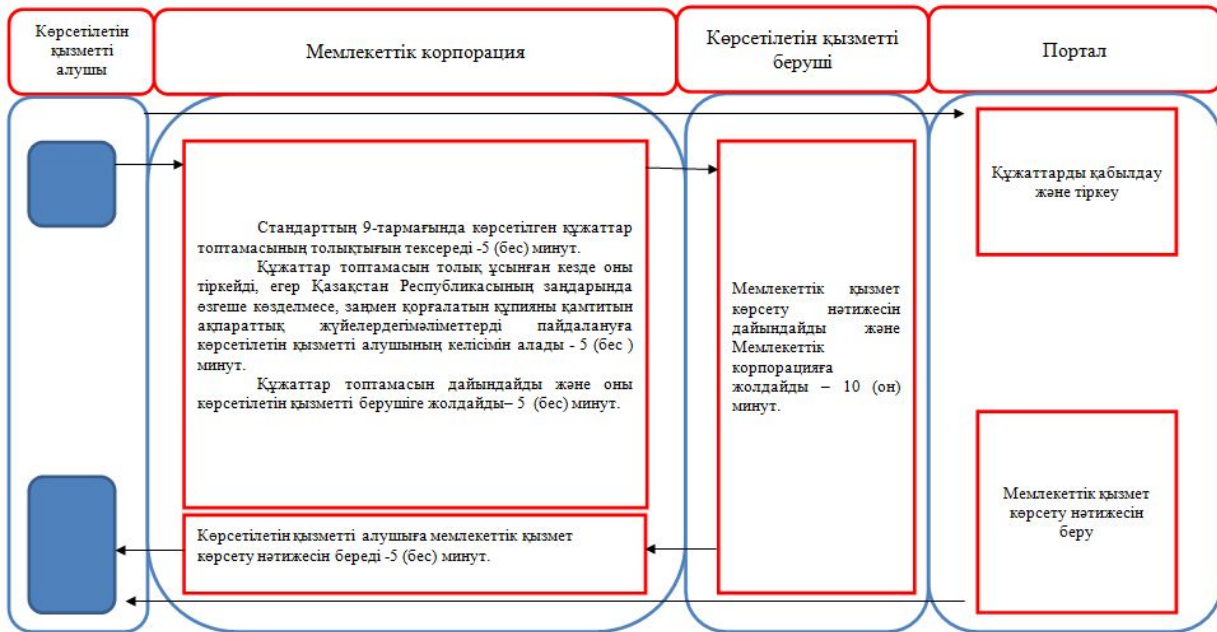 Көрсетілетін
қызметті
алушы
Мемлекеттік корпорация
Көрсетілетін қызметті
беруші
Портал
Стандарттың 9-тармағында көрсетілген құжаттар
топтамасының толықтығын тексереді -5 (бес) минут.
Құжаттар топтамасын толық ұсынған кезде оны
тіркейді, егер Қазақстан Республикасының заңдарында
өзгеше көзделмесе, заңмен қорғалатын құпияны қамтитын
ақпараттық жүйелердегімәліметтерді пайдалануға
көрсетілетін қызметті алушының келісімін алады - 5 (бес )
минут.
Құжаттар топтамасын дайындайды және оны
көрсетілетін қызметті берушіге жолдайды– 5 (бес) минут.
Көрсетілетін қызметті алушыға мемлекеттік қызмет
көрсету нәтижесін береді -5 (бес) минут.
Мемлекеттік қызмет
көрсету нәтижесін
дайындайды және
Мемлекеттік
корпорацияға
жолдайды – 10 (он)
минут.
Құжаттарды қабылдау
және тіркеу
Мемлекеттік қызмет
көрсету нәтижесін
беру